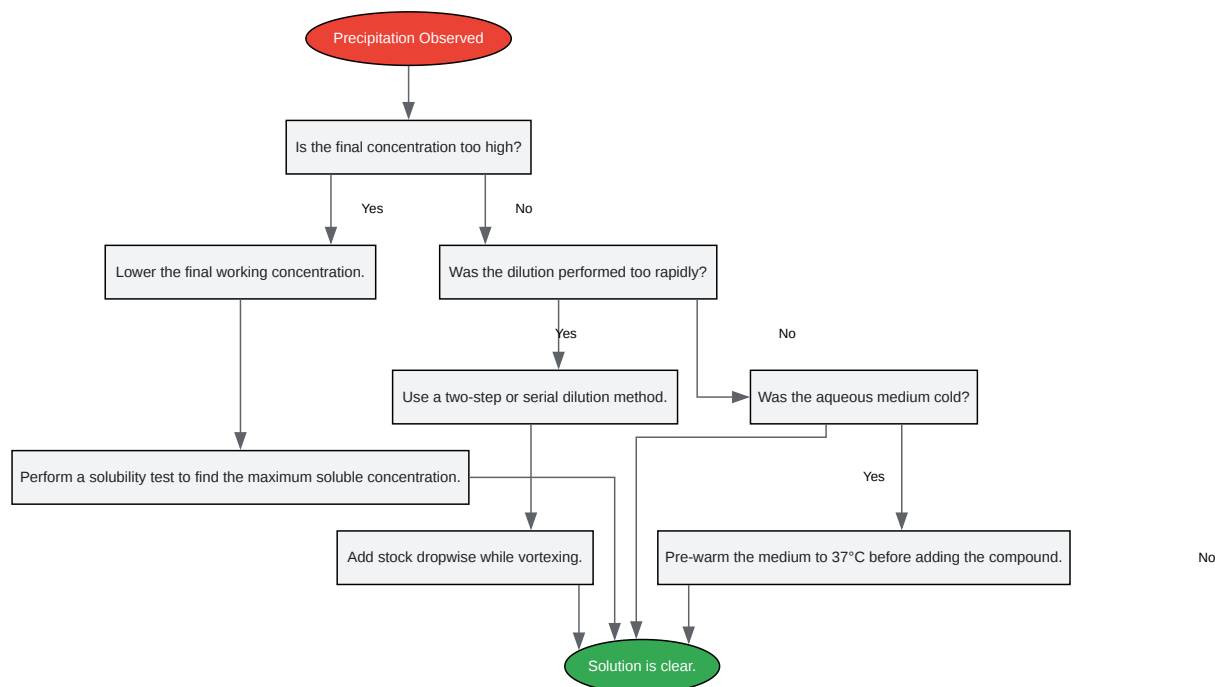 Precipitation Observed
Is the final concentration too high?
Yes
No
Lower the final working concentration.
Was the dilution performed too rapidly?
Yes
No
Use a two-step or serial dilution method.
Was the aqueous medium cold?
Perform a solubility test to find the maximum soluble concentration.
Yes
Add stock dropwise while vortexing.
Pre-warm the medium to 37°C before adding the compound.
No
Solution is clear.